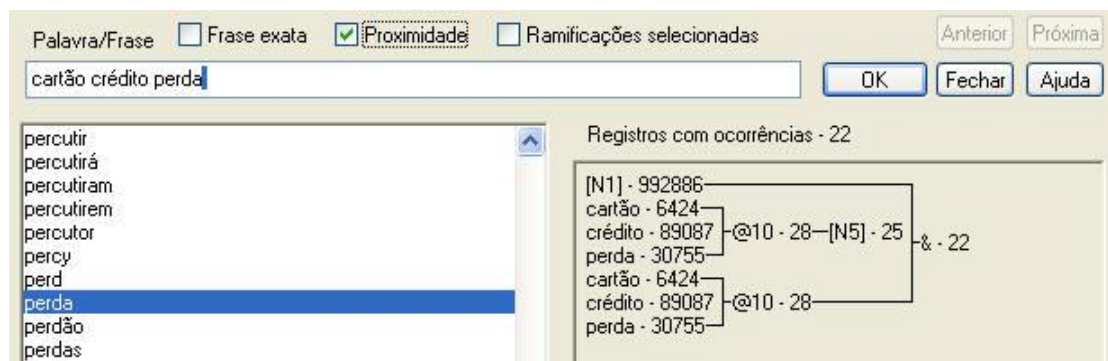 Palavra/Frase Frase exata Proximidade Ramificações selecionadas Anterior Próxima
cartão crédito perda OK Fechar Ajuda
percutir
percutirá
percutiram
percutirem
percutor
percy
perd
perda
perdão
perdas
Registros com ocorrências - 22
[N1] - 992886
cartão - 6424
crédito - 89087 @10 - 28 [N5] - 25 & - 22
perda - 30755
cartão - 6424
crédito - 89087 @10 - 28
perda - 30755